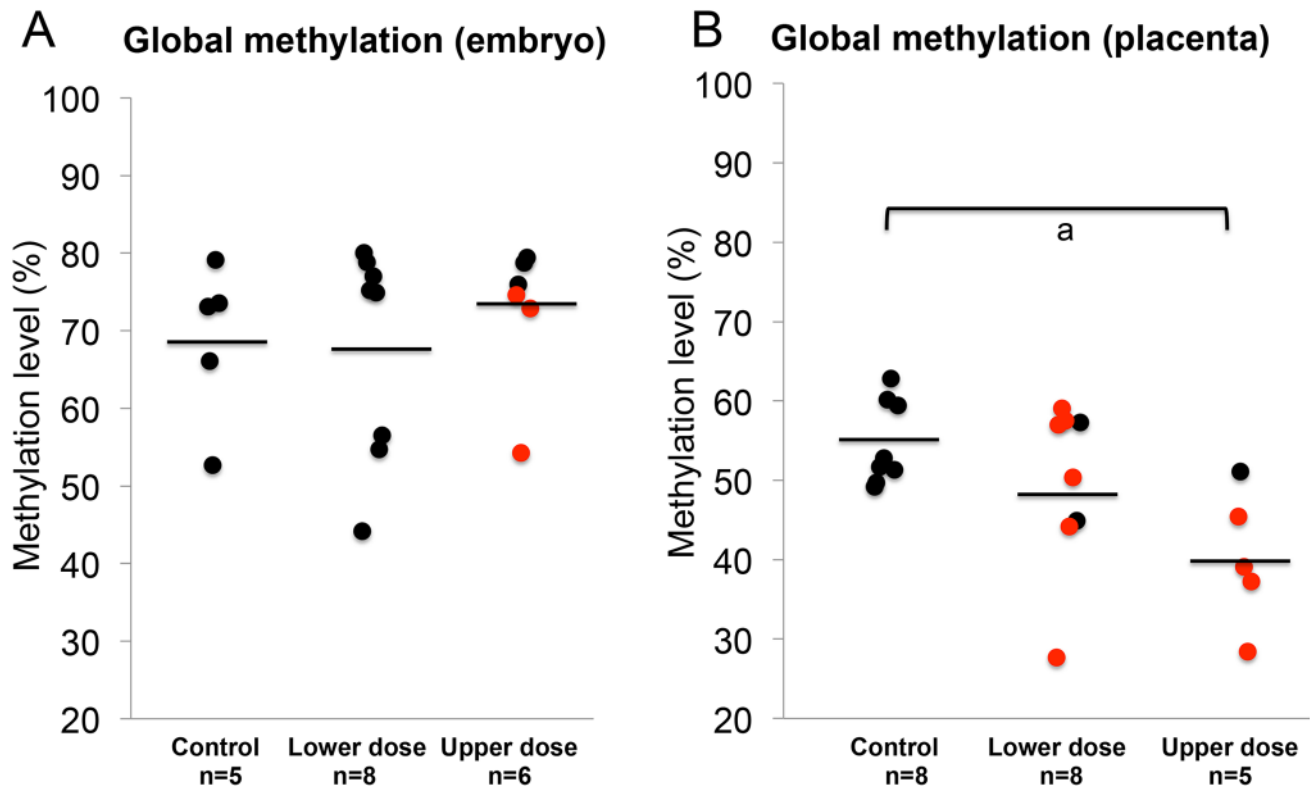 A
Global methylation (embryo)
Methylation level (%)
100
90
80
70
60
50
40
30
20
Control
n=5
Lower dose
n=8
Upper dose
n=6
B
Global methylation (placenta)
Methylation level (%)
100
90
80
70
60
50
40
30
20
a
Control
n=8
Lower dose
n=8
Upper dose
n=5